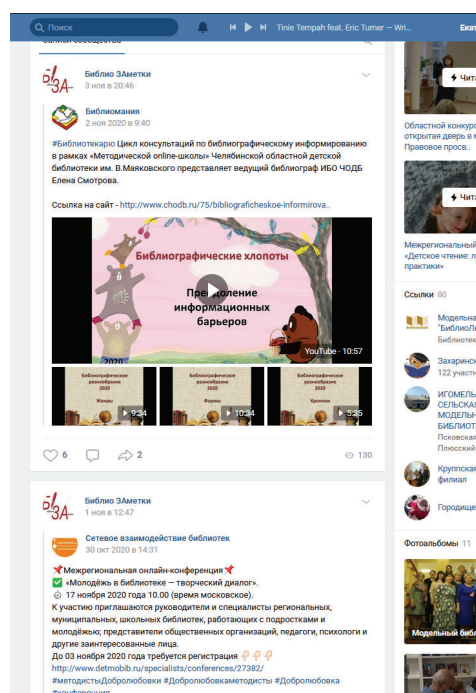 Поиск
Tinie Tempah feat. Eric Turner – Wri...
Екат
Библио ЗАметки
3 ноя в 20:46
Библиомания
2 ноя 2020 в 9:40
#Библиотекарю Цикл консультаций по библиографическому информированию
в рамках «Методической online-школы» Челябинской областной детской
библиотеки им. В.Маяковского представляет ведущий библиограф ИБО ЧОДБ
Елена Смотрова.
Ссылка на сайт - http://www.chodb.ru/75/bibliograficheskoe-informirova..
Библиографические хлопоты
Преодоление
информационных
барьеров
2020
YouTube · 10:57
Библиографическое
разнообразие
2020
Жанры
9:34
Библиографическое
разнообразие
2020
Формы
10:34
Библиографическое
разнообразие
2020
Хроники
5:35
6
2
130
Библио ЗАметки
1 ноя в 12:47
Сетевое взаимодействие библиотек
30 окт 2020 в 14:31
Межрегиональная онлайн-конференция
«Молодёжь в библиотеке — творческий диалог».
17 ноября 2020 года 10.00 (время московское).
К участию приглашаются руководители и специалисты региональных,
муниципальных, школьных библиотек, работающих с подростками и
молодёжью; представители общественных организаций, педагоги, психологи и
другие заинтересованные лица.
До 03 ноября 2020 года требуется регистрация
http://www.detmobib.ru/specialists/conferences/27382/
#методистыДобролюбовки #Добролюбовкаметодисты #Добролюбовка
#конференция
Чита
Областной конкурс
открытая дверь в м
Правовое просв..
Чита
Межрегиональный
«Детское чтение: л
практики»
Ссылки 80
Модельна
"БиблиоЛ
Библиотек
Захаринск
122 участн
ИГОМЕЛЬ
СЕЛЬСКАЯ
МОДЕЛЬН
БИБЛИОТЕ
Псковская
Плюсский
Круппская
филиал
Городище
Фотоальбомы 11
Модельный библ